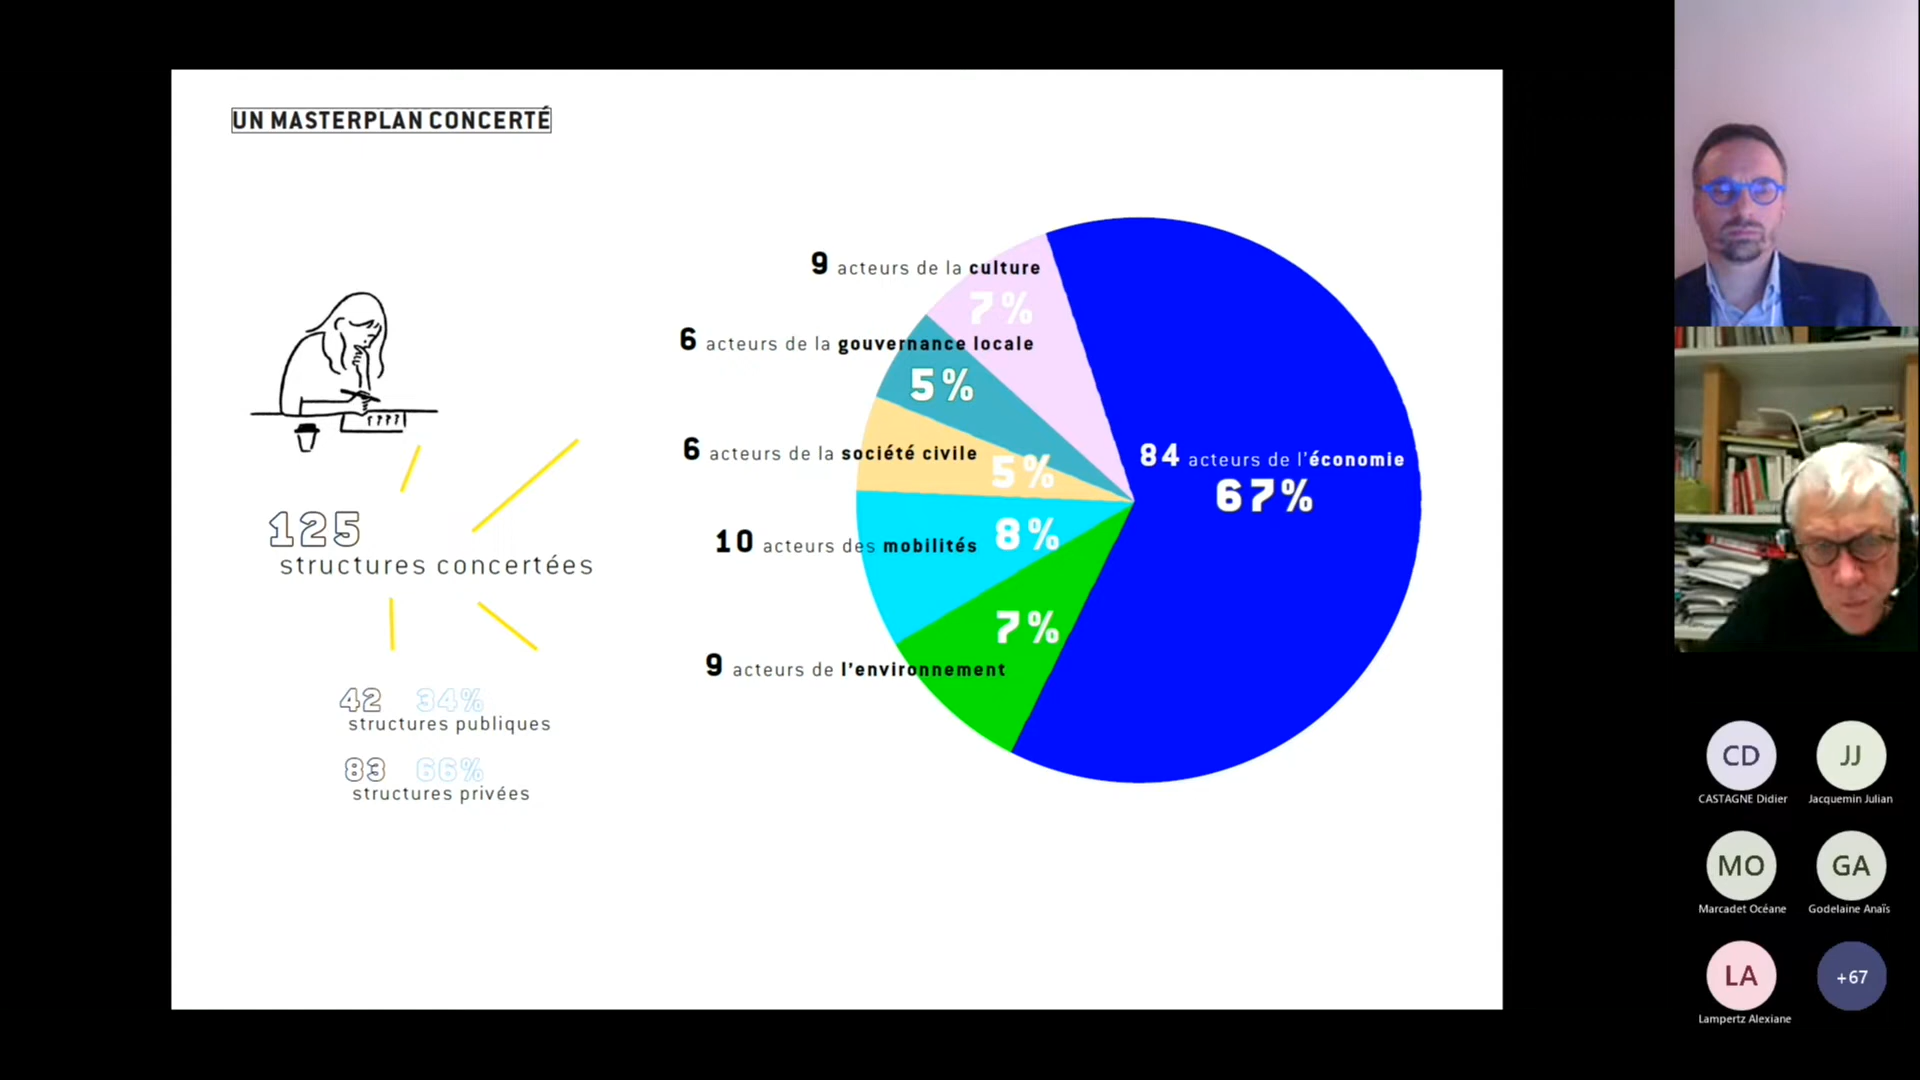 UN MASTERPLAN CONCERTÉ
125
structures concertées
42 34%
structures publiques
83 66%
structures privées
9 acteurs de la culture
7%
6 acteurs de la gouvernance locale
5%
6 acteurs de la société civile
5%
10 acteurs des mobilités 8%
7%
9 acteurs de l'environnement
84 acteurs de l'économie
67%
CD
CASTAGNE Didier
JJ
Jacquemin Julian
MO
Marcadet Océane
GA
Godelaine Anaïs
LA
Lampertz Alexiane
+67